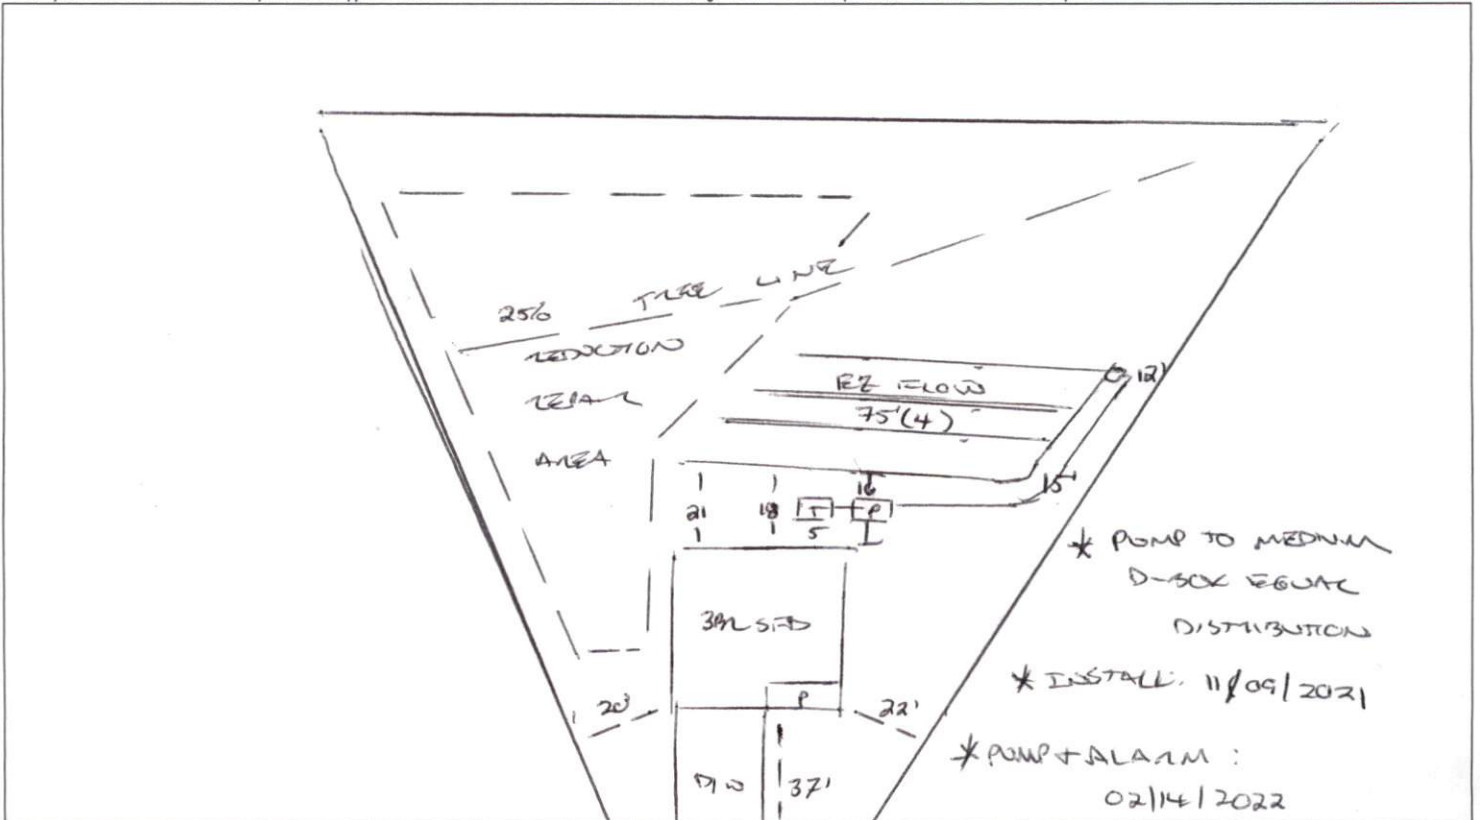 TREE LINE
25%
REDUCTION
REPAIR
AREA
EZ FLOW
75'(4)
12'
15'
21
18
16
T
P
5
3BR SFD
P
20'
22'
D/W
37'
* PUMP TO MEDIUM
D-BOX EQUAL
DISTRIBUTION
* INSTALL: 11/09/2021
* PUMP + ALARM :
02/14/2022